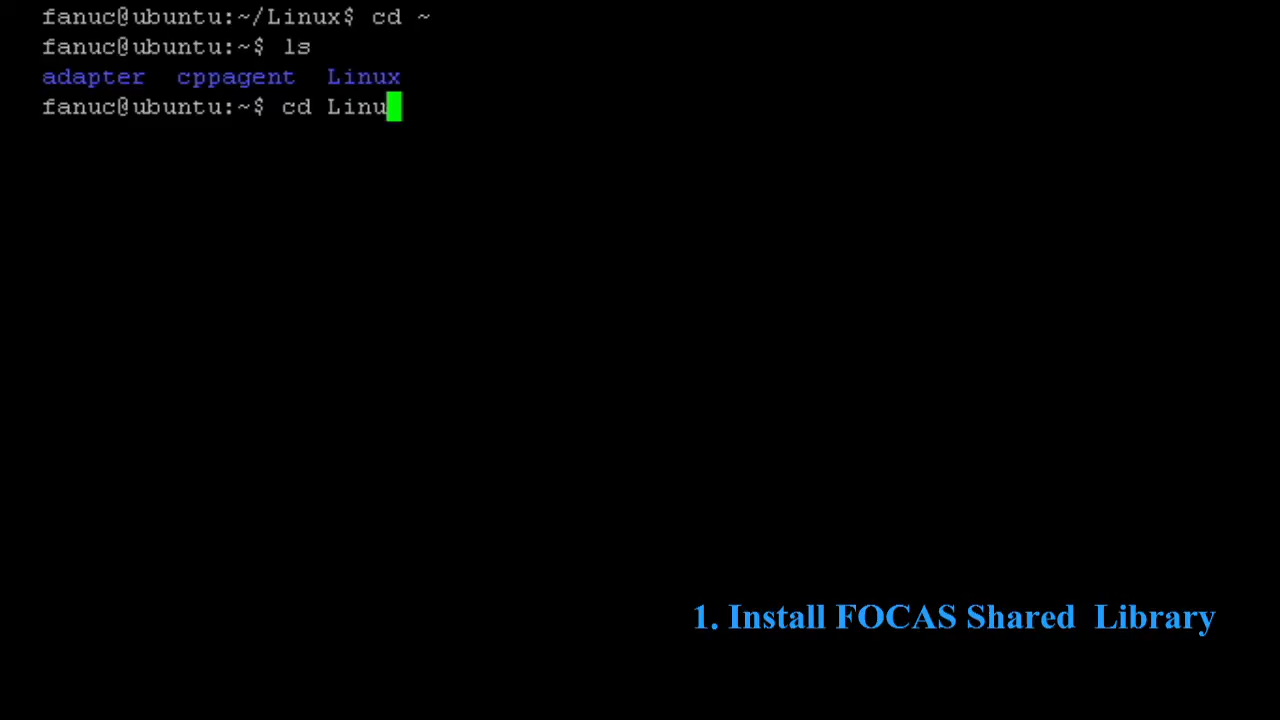 fanuc@ubuntu:~/Linux$ cd ~
fanuc@ubuntu:~$ ls
adapter  cppagent  Linux
fanuc@ubuntu:~$ cd Linu
1. Install FOCAS Shared  Library